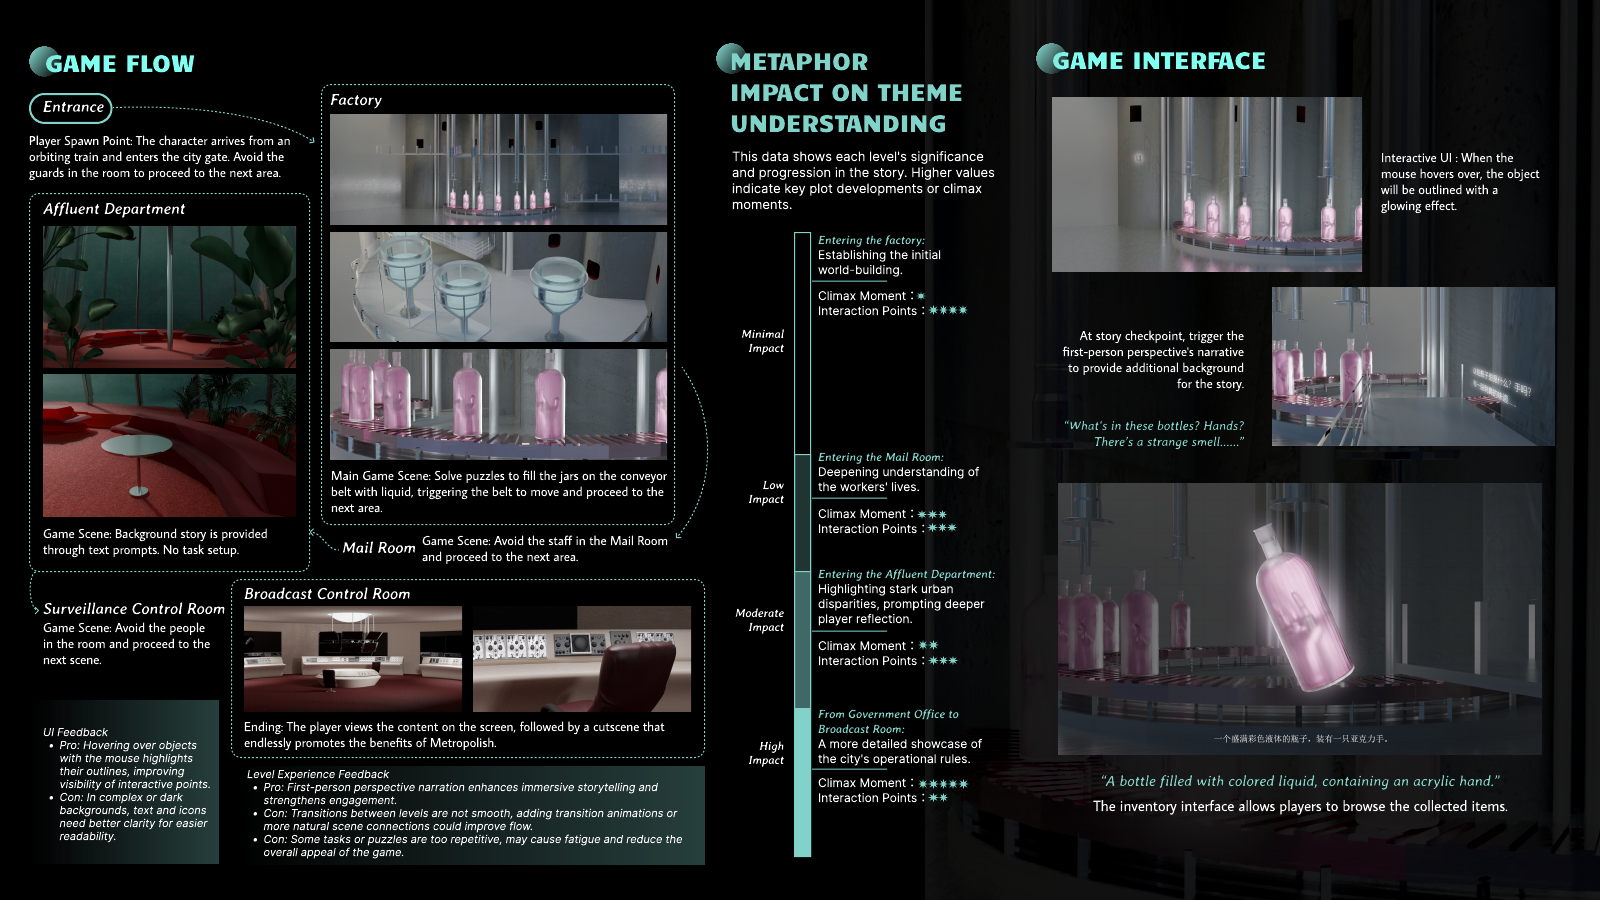 GAME FLOW
Entrance
Player Spawn Point: The character arrives from an
orbiting train and enters the city gate. Avoid the
guards in the room to proceed to the next area.
Affluent Department
Game Scene: Background story is provided
through text prompts. No task setup.
Factory
Main Game Scene: Solve puzzles to fill the jars on the conveyor
belt with liquid, triggering the belt to move and proceed to the
next area.
Mail Room
Game Scene: Avoid the staff in the Mail Room
and proceed to the next area.
Surveillance Control Room
Game Scene: Avoid the people
in the room and proceed to the
next scene.
Broadcast Control Room
Ending: The player views the content on the screen, followed by a cutscene that
endlessly promotes the benefits of Metropolish.
UI Feedback
• Pro: Hovering over objects
with the mouse highlights
their outlines, improving
visibility of interactive points.
• Con: In complex or dark
backgrounds, text and icons
need better clarity for easier
readability.
Level Experience Feedback
• Pro: First-person perspective narration enhances immersive storytelling and
strengthens engagement.
• Con: Transitions between levels are not smooth, adding transition animations or
more natural scene connections could improve flow.
• Con: Some tasks or puzzles are too repetitive, may cause fatigue and reduce the
overall appeal of the game.
METAPHOR
IMPACT ON THEME
UNDERSTANDING
This data shows each level's significance
and progression in the story. Higher values
indicate key plot developments or climax
moments.
Minimal
Impact
Entering the factory:
Establishing the initial
world-building.
Climax Moment : ✷
Interaction Points : ✷✷✷✷
Low
Impact
Entering the Mail Room:
Deepening understanding of
the workers' lives.
Climax Moment : ✷✷✷
Interaction Points : ✷✷✷
Moderate
Impact
Entering the Affluent Department:
Highlighting stark urban
disparities, prompting deeper
player reflection.
Climax Moment : ✷✷
Interaction Points : ✷✷✷
High
Impact
From Government Office to
Broadcast Room:
A more detailed showcase of
the city's operational rules.
Climax Moment : ✷✷✷✷✷
Interaction Points : ✷✷
GAME INTERFACE
Interactive UI : When the
mouse hovers over, the object
will be outlined with a
glowing effect.
At story checkpoint, trigger the
first-person perspective's narrative
to provide additional background
for the story.
“What's in these bottles? Hands?
There's a strange smell......”
什么? 手吗?
一个盛满彩色液体的瓶子，装有一只亚克力手。
“A bottle filled with colored liquid, containing an acrylic hand.”
The inventory interface allows players to browse the collected items.